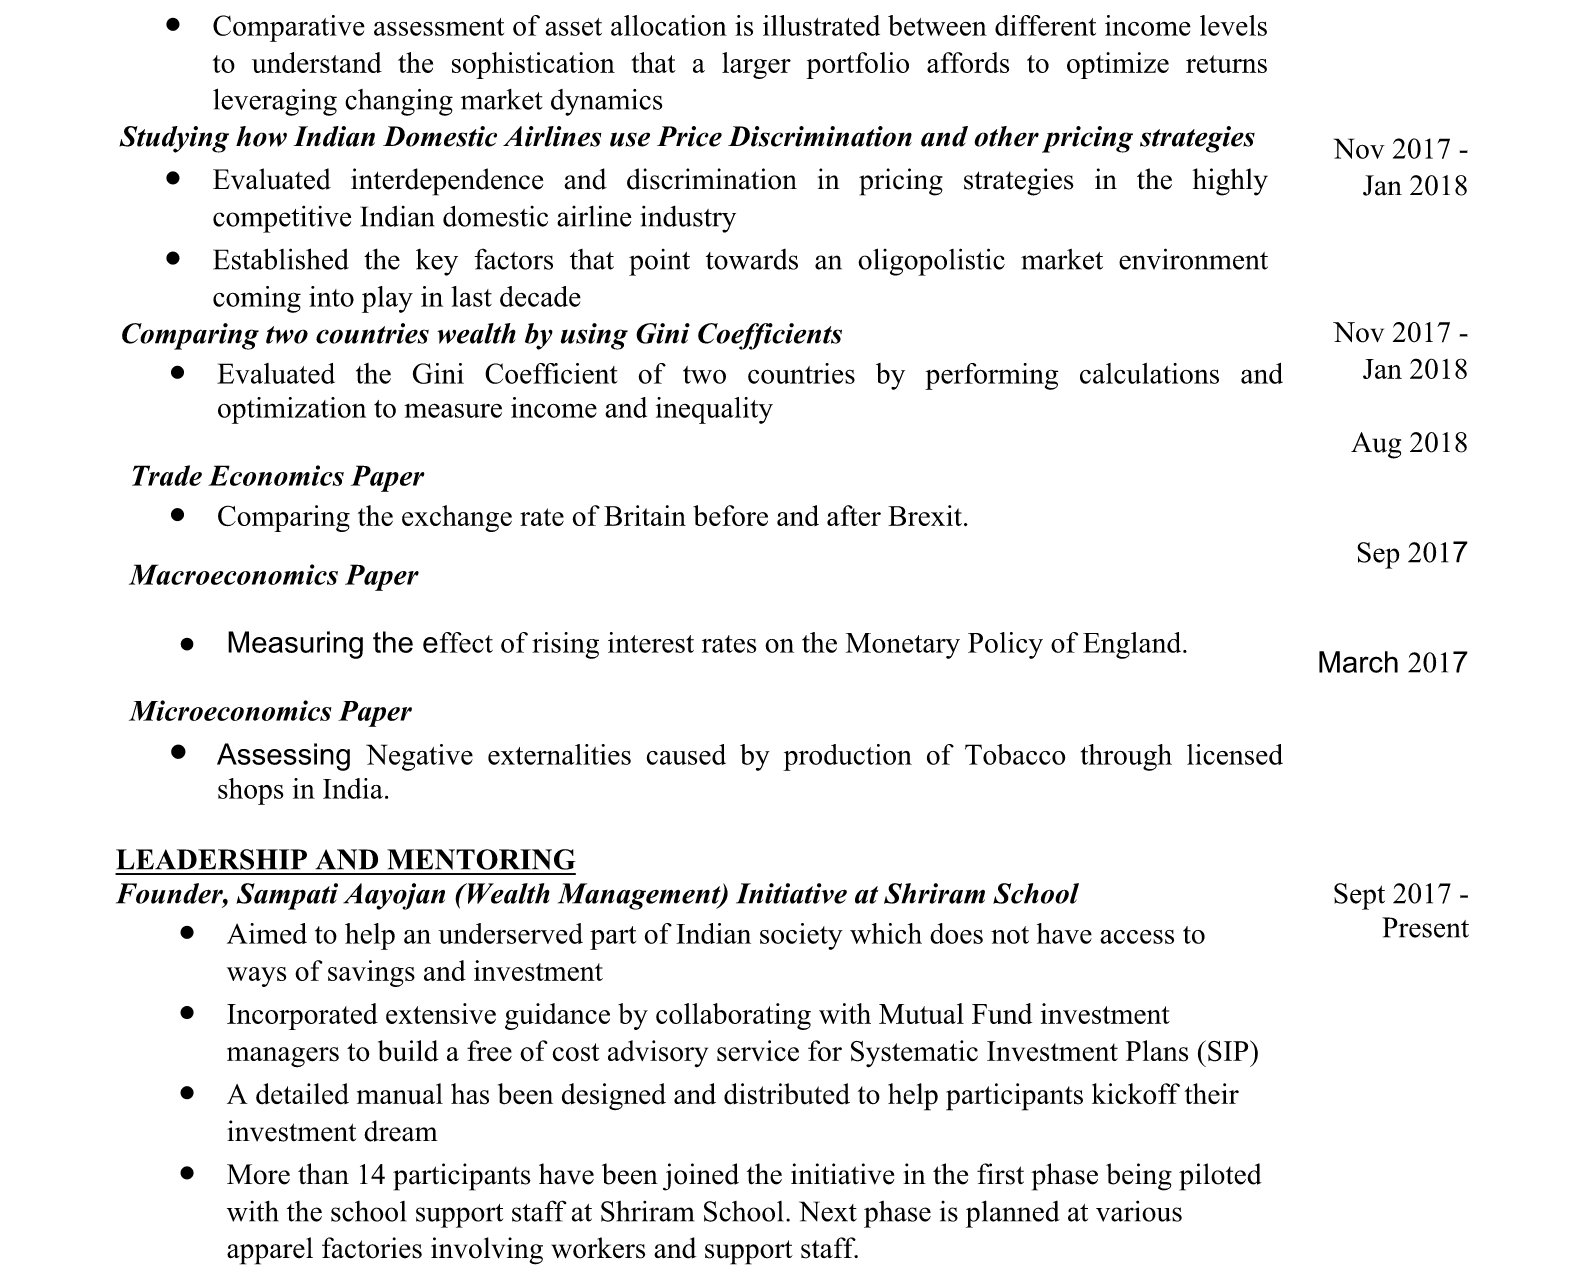 ● Comparative assessment of asset allocation is illustrated between different income levels
to understand the sophistication that a larger portfolio affords to optimize returns
leveraging changing market dynamics
Studying how Indian Domestic Airlines use Price Discrimination and other pricing strategies
Nov 2017 -
Jan 2018
● Evaluated interdependence and discrimination in pricing strategies in the highly
competitive Indian domestic airline industry
● Established the key factors that point towards an oligopolistic market environment
coming into play in last decade
Comparing two countries wealth by using Gini Coefficients
Nov 2017 -
Jan 2018
● Evaluated the Gini Coefficient of two countries by performing calculations and
optimization to measure income and inequality
Aug 2018
Trade Economics Paper
● Comparing the exchange rate of Britain before and after Brexit.
Sep 2017
Macroeconomics Paper
● Measuring the effect of rising interest rates on the Monetary Policy of England.
March 2017
Microeconomics Paper
● Assessing Negative externalities caused by production of Tobacco through licensed
shops in India.
LEADERSHIP AND MENTORING
Founder, Sampati Aayojan (Wealth Management) Initiative at Shriram School
Sept 2017 -
Present
● Aimed to help an underserved part of Indian society which does not have access to
ways of savings and investment
● Incorporated extensive guidance by collaborating with Mutual Fund investment
managers to build a free of cost advisory service for Systematic Investment Plans (SIP)
● A detailed manual has been designed and distributed to help participants kickoff their
investment dream
● More than 14 participants have been joined the initiative in the first phase being piloted
with the school support staff at Shriram School. Next phase is planned at various
apparel factories involving workers and support staff.